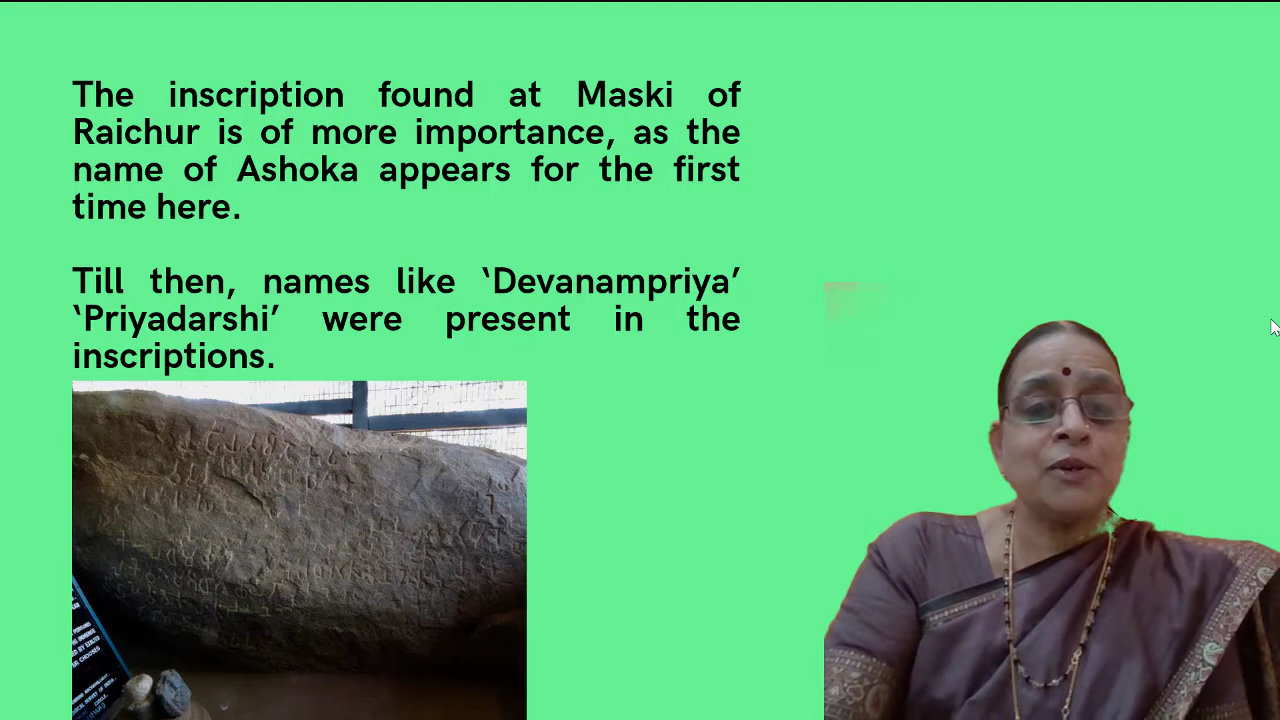 The inscription found at Maski of
Raichur is of more importance, as the
name of Ashoka appears for the first
time here.
Till then, names like ‘Devanampriya’
‘Priyadarshi’ were present in the
inscriptions.